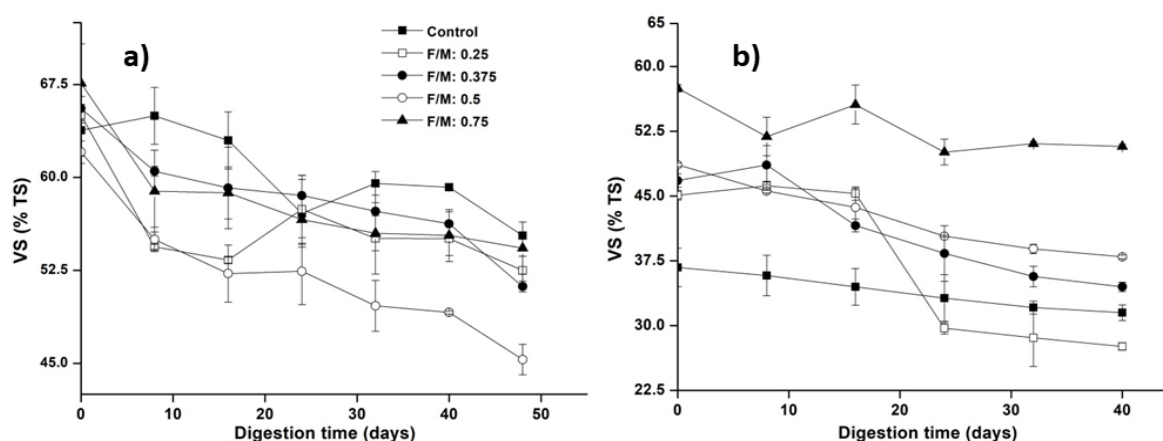 a)
Control
F/M: 0.25
F/M: 0.375
F/M: 0.5
F/M: 0.75
VS (% TS)
67.5
60.0
52.5
45.0
0 10 20 30 40 50
Digestion time (days)
b)
VS (% TS)
65
60.0
52.5
45.0
37.5
30.0
22.5
0 10 20 30 40
Digestion time (days)